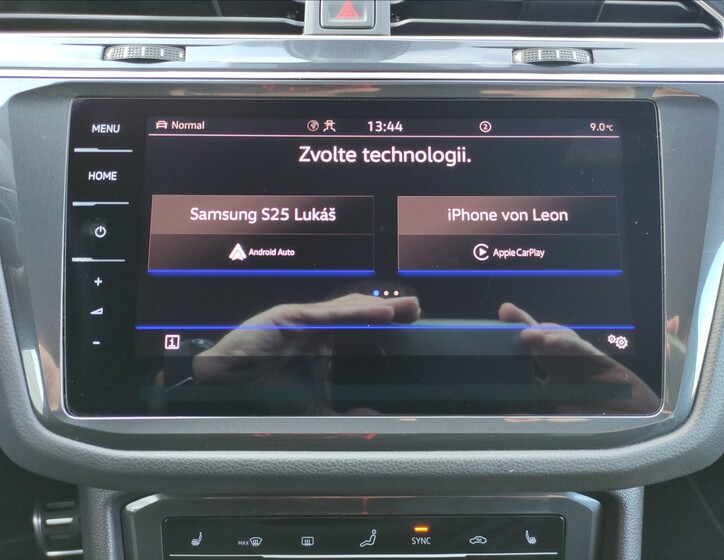 MENU
HOME
Normal
13:44
2
9.0°C
Zvolte technologii.
Samsung S25 Lukáš
iPhone von Leon
Android Auto
Apple CarPlay
+
-
i
MAX
SYNC